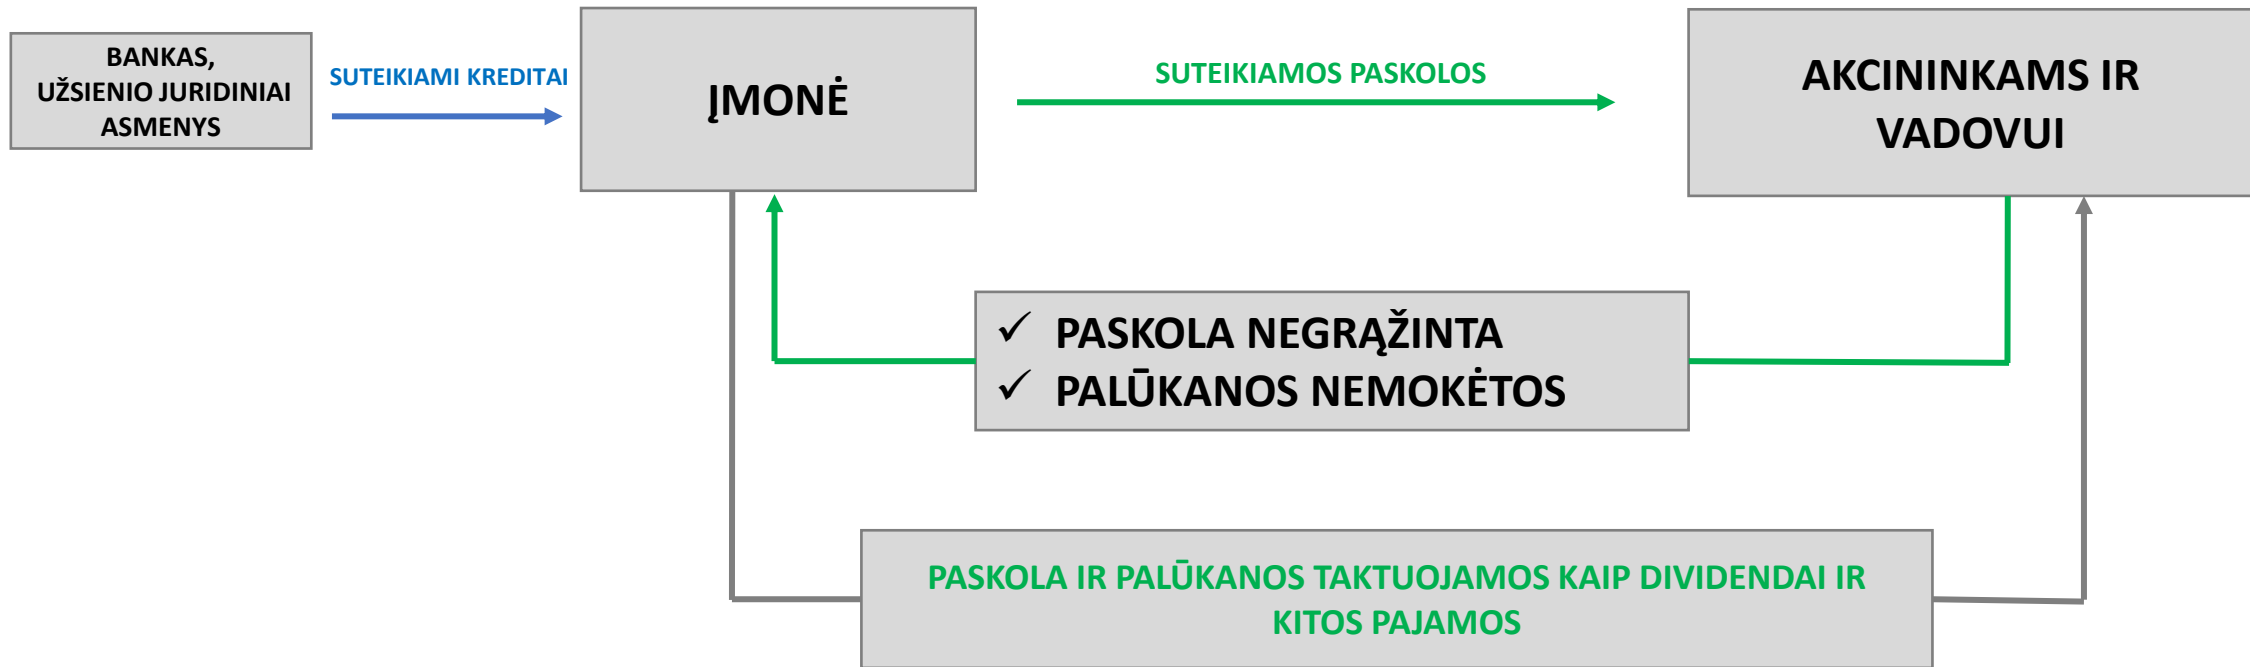 BANKAS,
UŽSIENIO JURIDINIAI
ASMENYS
SUTEIKIAMI KREDITAI
ĮMONĖ
SUTEIKIAMOS PASKOLOS
AKCININKAMS IR
VADOVUI
✓ PASKOLA NEGRĄŽINTA
✓ PALŪKANOS NEMOKĖTOS
PASKOLA IR PALŪKANOS TAKTUOJAMOS KAIP DIVIDENDAI IR
KITOS PAJAMOS